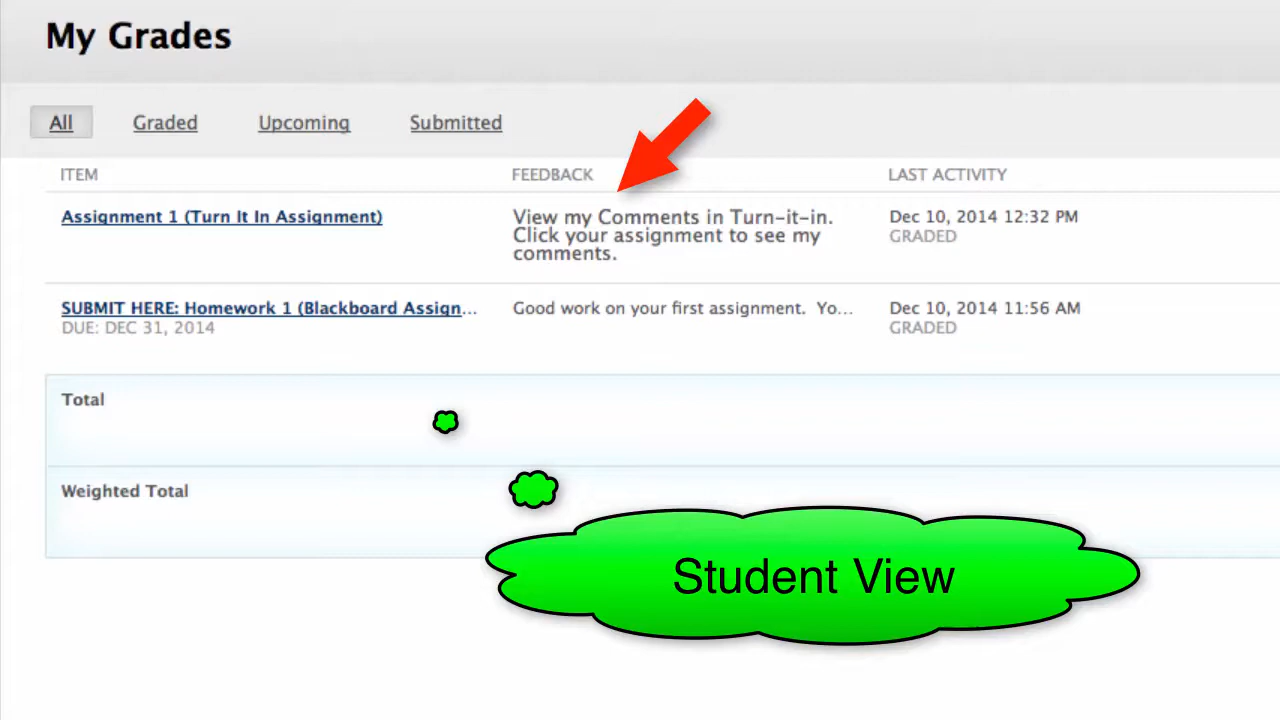 My Grades
All Graded Upcoming Submitted
ITEM FEEDBACK LAST ACTIVITY
Assignment 1 (Turn It In Assignment) View my Comments in Turn-it-in. Dec 10, 2014 12:32 PM
Click your assignment to see my GRADED
comments.
SUBMIT HERE: Homework 1 (Blackboard Assign... Good work on your first assignment. Yo... Dec 10, 2014 11:56 AM
DUE: DEC 31, 2014 GRADED
Total
Weighted Total
Student View